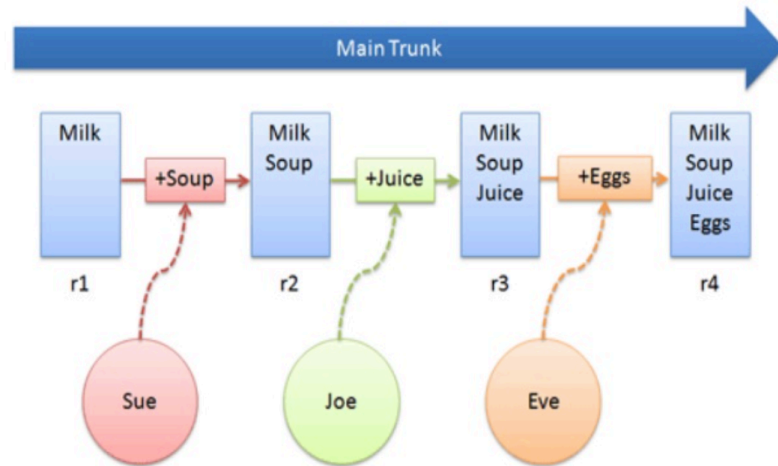 Main Trunk
Milk
+Soup
Milk
Soup
+Juice
Milk
Soup
Juice
+Eggs
Milk
Soup
Juice
Eggs
r1
r2
r3
r4
Sue
Joe
Eve